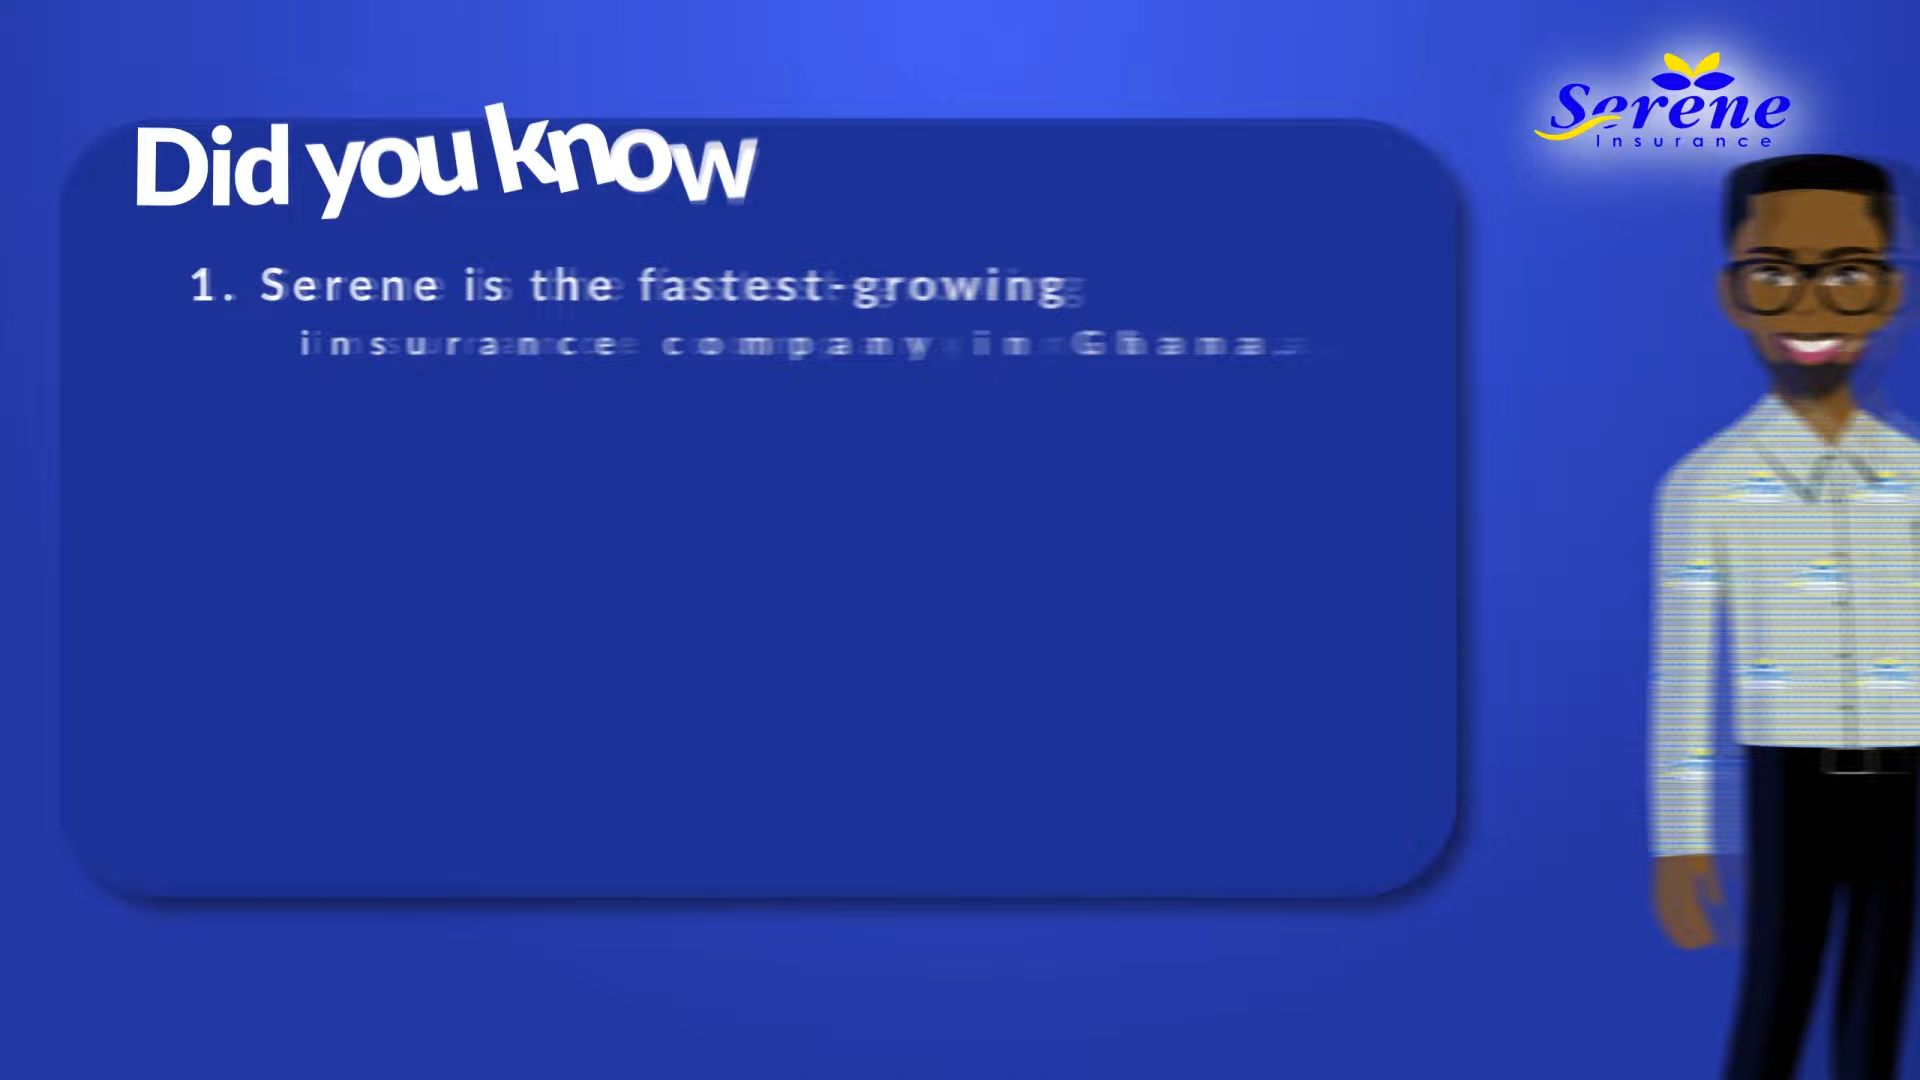 Serene
Insurance
Did you know
1. Serene is the fastest-growing
insurance company in Ghana.